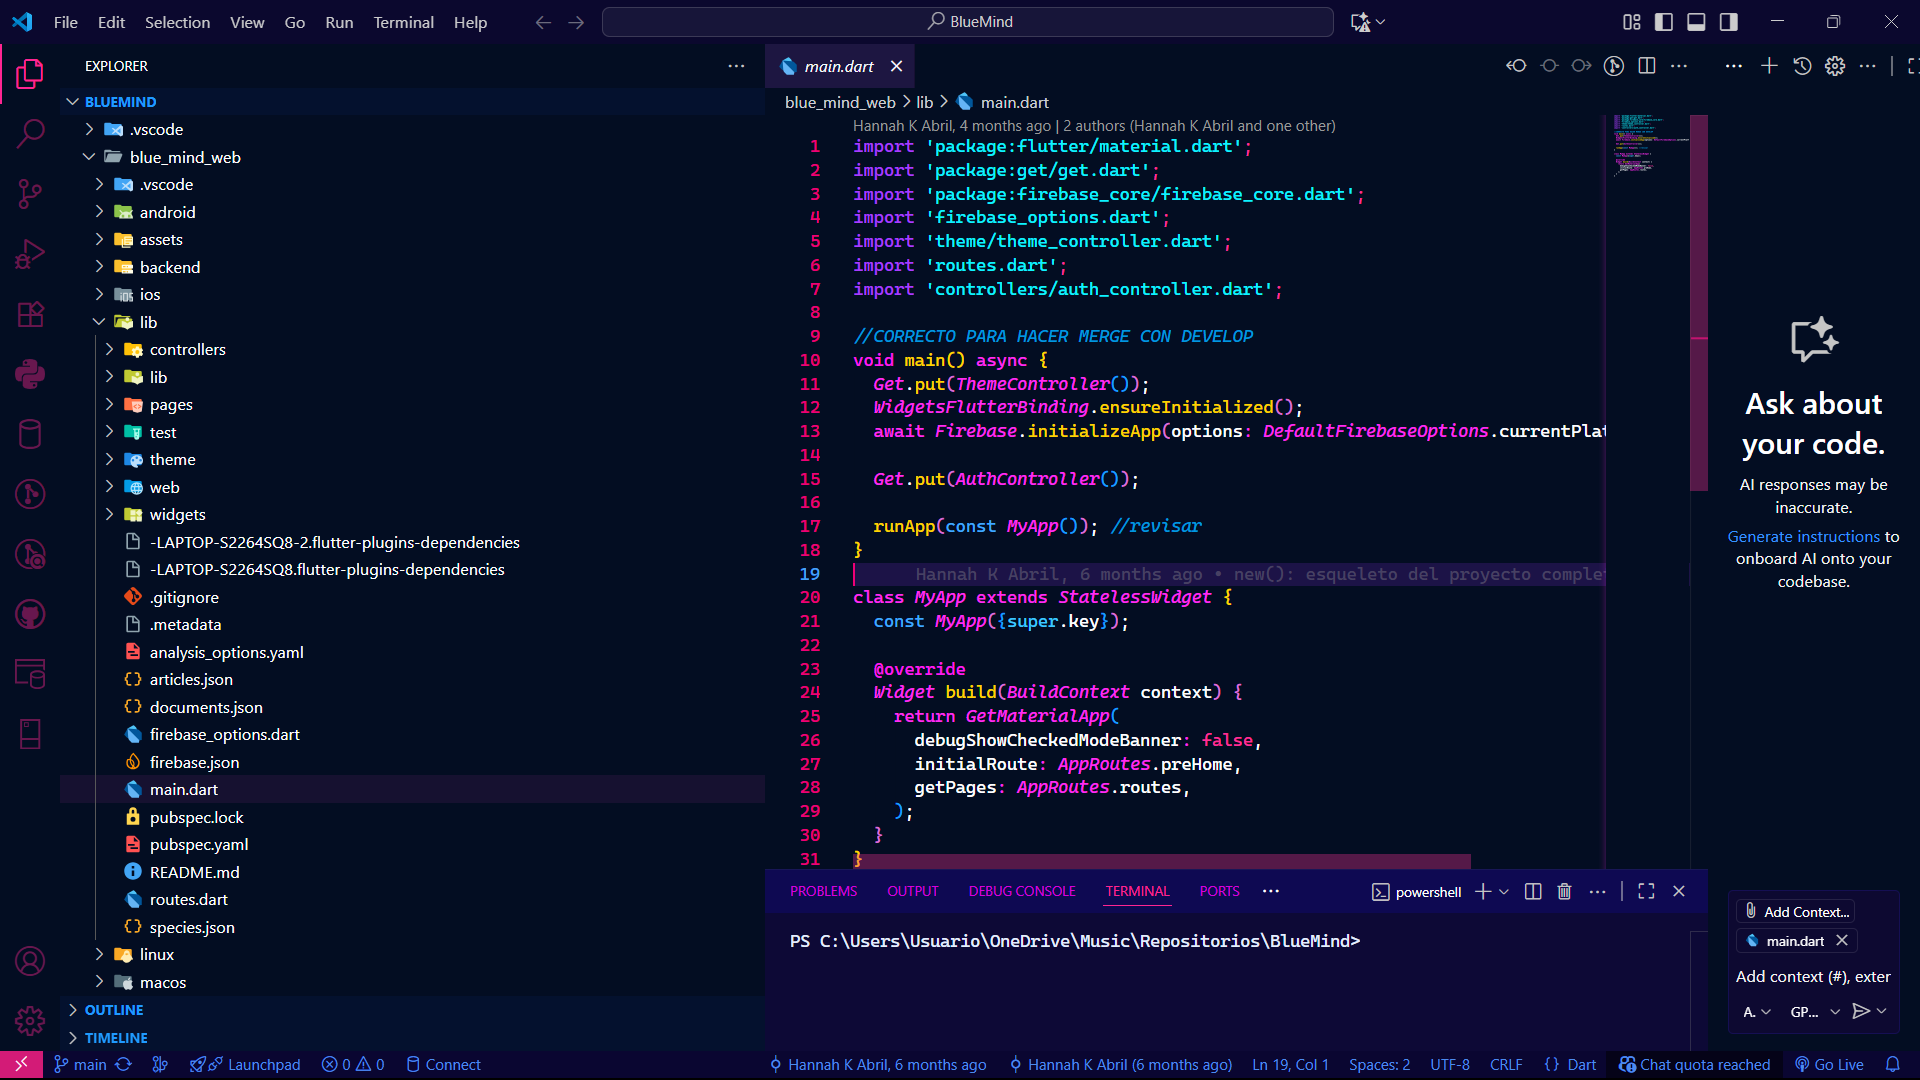 File Edit Selection View Go Run Terminal Help
BlueMind
EXPLORER
BLUEMIND
.vscode
blue_mind_web
.vscode
android
assets
backend
ios
lib
controllers
lib
pages
test
theme
web
widgets
-LAPTOP-S2264SQ8-2.flutter-plugins-dependencies
-LAPTOP-S2264SQ8.flutter-plugins-dependencies
.gitignore
.metadata
analysis_options.yaml
articles.json
documents.json
firebase_options.dart
firebase.json
main.dart
pubspec.lock
pubspec.yaml
README.md
routes.dart
species.json
linux
macos
OUTLINE
TIMELINE
main.dart
blue_mind_web > lib > main.dart
Hannah K Abril, 4 months ago | 2 authors (Hannah K Abril and one other)
1 import 'package:flutter/material.dart';
2 import 'package:get/get.dart';
3 import 'package:firebase_core/firebase_core.dart';
4 import 'firebase_options.dart';
5 import 'theme/theme_controller.dart';
6 import 'routes.dart';
7 import 'controllers/auth_controller.dart';
8
9 //CORRECTO PARA HACER MERGE CON DEVELOP
10 void main() async {
11 Get.put(ThemeController());
12 WidgetsFlutterBinding.ensureInitialized();
13 await Firebase.initializeApp(options: DefaultFirebaseOptions.currentPlat
14
15 Get.put(AuthController());
16
17 runApp(const MyApp()); //revisar
18 }
19 Hannah K Abril, 6 months ago • new(): esqueleto del proyecto comple
20 class MyApp extends StatelessWidget {
21 const MyApp({super.key});
22
23 @override
24 Widget build(BuildContext context) {
25 return GetMaterialApp(
26 debugShowCheckedModeBanner: false,
27 initialRoute: AppRoutes.preHome,
28 getPages: AppRoutes.routes,
29 );
30 }
31 }
PROBLEMS OUTPUT DEBUG CONSOLE TERMINAL PORTS
powershell
PS C:\Users\Usuario\OneDrive\Music\Repositorios\BlueMind>
Ask about
your code.
AI responses may be
inaccurate.
Generate instructions to
onboard AI onto your
codebase.
Add Context...
main.dart
Add context (#), exter
A. GP...
main Launchpad 0 0 Connect Hannah K Abril, 6 months ago Hannah K Abril (6 months ago) Ln 19, Col 1 Spaces: 2 UTF-8 CRLF {} Dart Chat quota reached Go Live